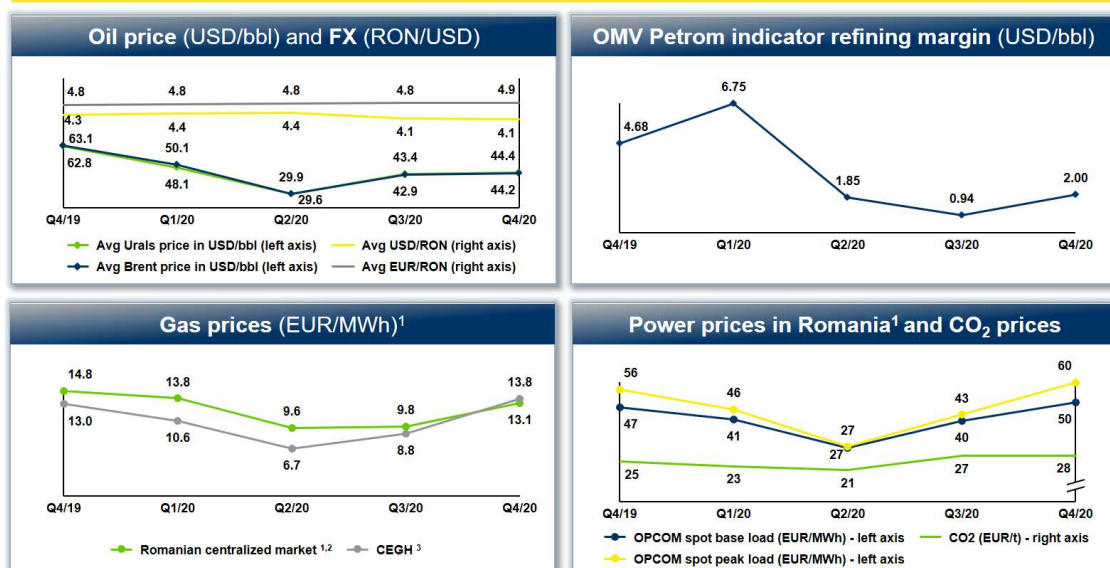 Oil price (USD/bbl) and FX (RON/USD)
4.8 4.8 4.8 4.8 4.9
4.3 4.4 4.4 4.1 4.1
63.1 50.1 29.9 43.4 44.4
62.8 48.1 29.6 42.9 44.2
Q4/19 Q1/20 Q2/20 Q3/20 Q4/20
Avg Urals price in USD/bbl (left axis) Avg USD/RON (right axis)
Avg Brent price in USD/bbl (left axis) Avg EUR/RON (right axis)
OMV Petrom indicator refining margin (USD/bbl)
4.68 6.75 1.85 0.94 2.00
Q4/19 Q1/20 Q2/20 Q3/20 Q4/20
Gas prices (EUR/MWh)¹
14.8 13.8 9.6 9.8 13.8
13.0 10.6 6.7 8.8 13.1
Q4/19 Q1/20 Q2/20 Q3/20 Q4/20
Romanian centralized market ¹,² CEGH ³
Power prices in Romania¹ and CO₂ prices
56 46 27 43 60
47 41 27 40 50
25 23 21 27 28
Q4/19 Q1/20 Q2/20 Q3/20 Q4/20
OPCOM spot base load (EUR/MWh) - left axis CO2 (EUR/t) - right axis
OPCOM spot peak load (EUR/MWh) - left axis